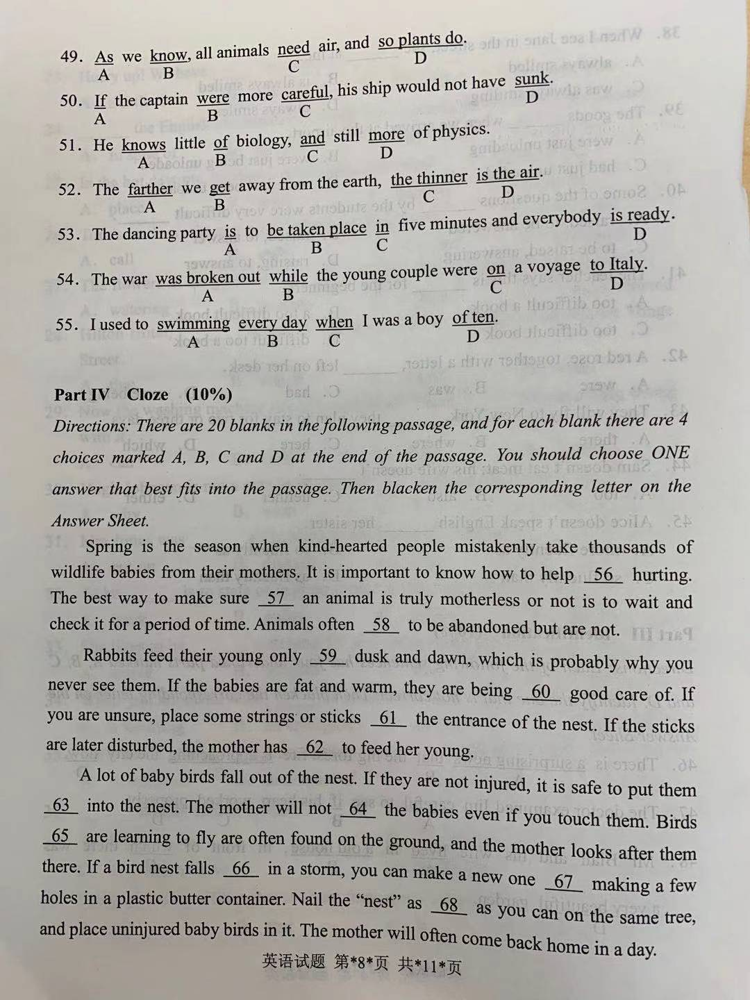 49. As we know, all animals need air, and so plants do.
A B C D
50. If the captain were more careful, his ship would not have sunk.
A B C D
51. He knows little of biology, and still more of physics.
A B C D
52. The farther we get away from the earth, the thinner is the air.
A B C D
53. The dancing party is to be taken place in five minutes and everybody is ready.
A B C D
54. The war was broken out while the young couple were on a voyage to Italy.
A B C D
55. I used to swimming every day when I was a boy of ten.
A B C D
Part IV Cloze (10%)
Directions: There are 20 blanks in the following passage, and for each blank there are 4
choices marked A, B, C and D at the end of the passage. You should choose ONE
answer that best fits into the passage. Then blacken the corresponding letter on the
Answer Sheet.
Spring is the season when kind-hearted people mistakenly take thousands of
wildlife babies from their mothers. It is important to know how to help 56 hurting.
The best way to make sure 57 an animal is truly motherless or not is to wait and
check it for a period of time. Animals often 58 to be abandoned but are not.
Rabbits feed their young only 59 dusk and dawn, which is probably why you
never see them. If the babies are fat and warm, they are being 60 good care of. If
you are unsure, place some strings or sticks 61 the entrance of the nest. If the sticks
are later disturbed, the mother has 62 to feed her young.
A lot of baby birds fall out of the nest. If they are not injured, it is safe to put them
63 into the nest. The mother will not 64 the babies even if you touch them. Birds
65 are learning to fly are often found on the ground, and the mother looks after them
there. If a bird nest falls 66 in a storm, you can make a new one 67 making a few
holes in a plastic butter container. Nail the “nest” as 68 as you can on the same tree,
and place uninjured baby birds in it. The mother will often come back home in a day.
英语试题 第*8*页 共*11*页